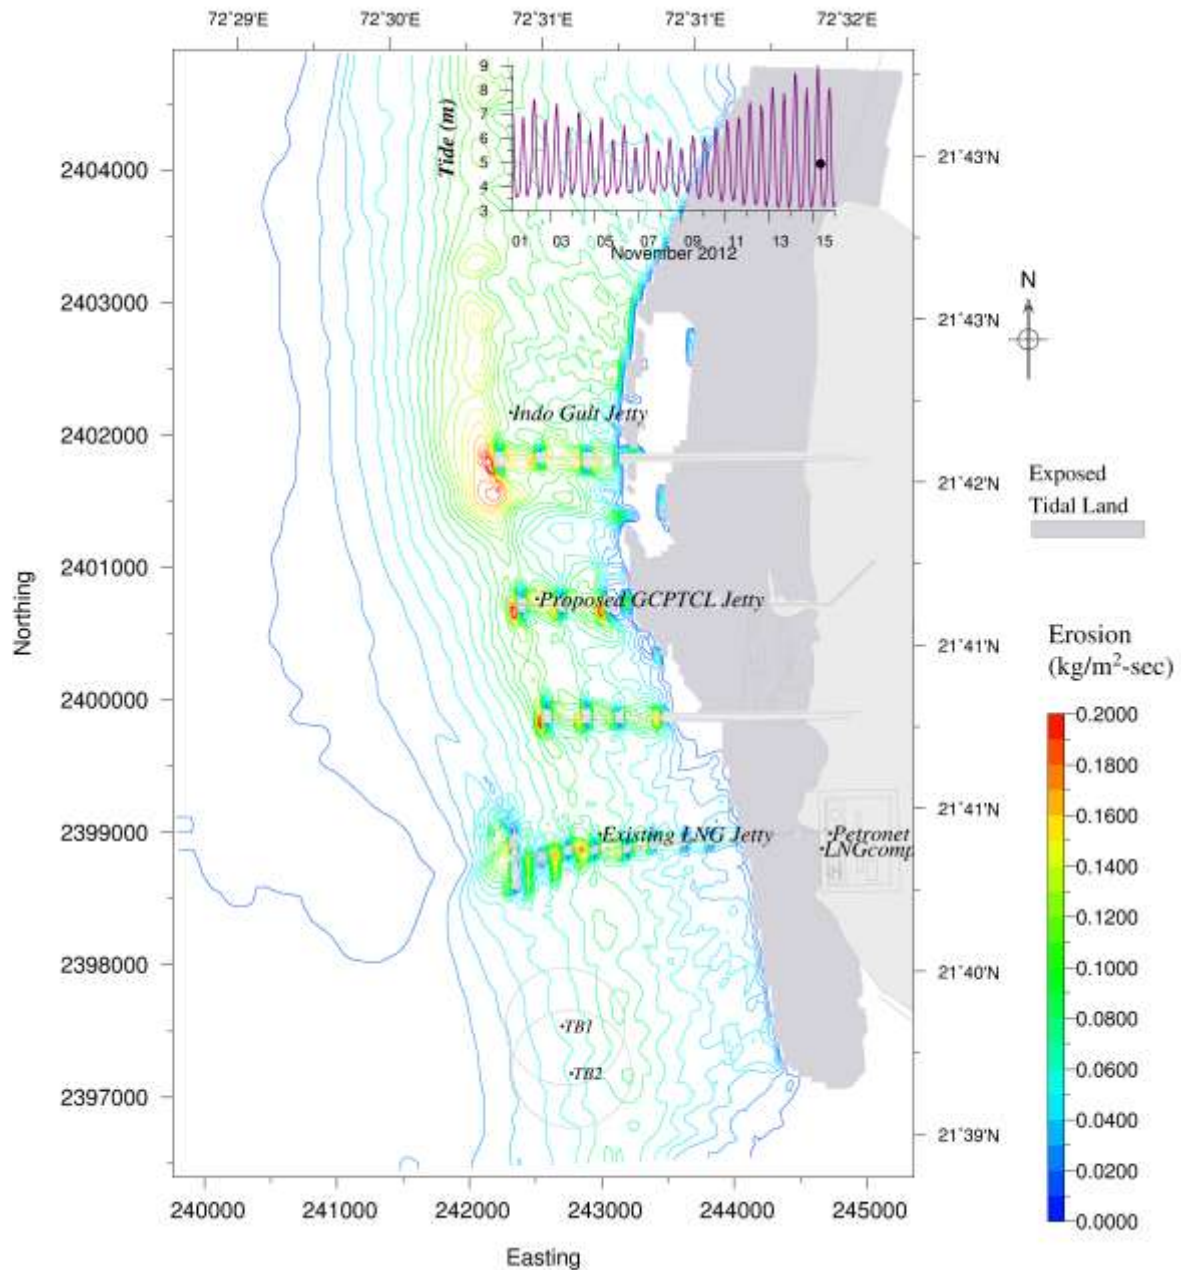 72°29'E 72°30'E 72°31'E 72°31'E 72°32'E
9
8
7
6
5
4
3
Tide (m)
01 03 05 07 09 11 13 15
November 2012
2404000
2403000
2402000
2401000
2400000
2399000
2398000
2397000
Northing
21°43'N
21°43'N
21°42'N
21°41'N
21°41'N
21°40'N
21°39'N
Indo Gult Jetty
Proposed GCPTCL Jetty
Existing LNG Jetty
Petronet
LNGcomp
TB1
TB2
240000 241000 242000 243000 244000 245000
Easting
N
Exposed
Tidal Land
Erosion
(kg/m²-sec)
0.2000
0.1800
0.1600
0.1400
0.1200
0.1000
0.0800
0.0600
0.0400
0.0200
0.0000